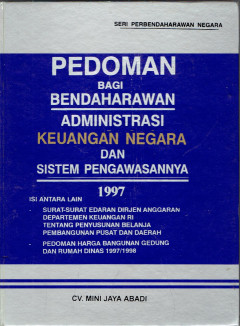 SERI PERBENDAHARAWAN NEGARA
PEDOMAN
BAGI
BENDAHARAWAN
ADMINISTRASI
KEUANGAN NEGARA
DAN
SISTEM PENGAWASANNYA
1997
ISI ANTARA LAIN
- SURAT-SURAT EDARAN DIRJEN ANGGARAN
DEPARTEMEN KEUANGAN RI
TENTANG PENYUSUNAN BELANJA
PEMBANGUNAN PUSAT DAN DAERAH
- PEDOMAN HARGA BANGUNAN GEDUNG
DAN RUMAH DINAS 1997/1998
CV. MINI JAYA ABADI